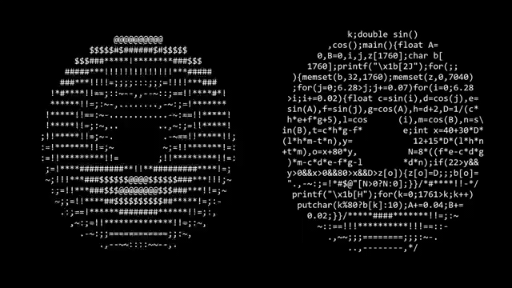 k;double sin()
,cos();main(){float A=
0,B=0,i,j,z[1760];char b[
1760];printf("\x1b[2J");for(;;
){memset(b,32,1760);memset(z,0,7040)
;for(j=0;6.28>j;j+=0.07)for(i=0;6.28
>i;i+=0.02){float c=sin(i),d=cos(j),e=
sin(A),f=sin(j),g=cos(A),h=d+2,D=1/(c*
h*e+f*g+5),l=cos (i),m=cos(B),n=s\
in(B),t=c*h*g-f* e;int x=40+30*D*
(l*h*m-t*n),y= 12+15*D*(l*h*n
+t*m),o=x+80*y, N=8*((f*e-c*d*g
)*m-c*d*e-f*g-l *d*n);if(22>y&&
y>0&&x>0&&80>x&&D>z[o]){z[o]=D;;;b[o]=
".,-~:;=!*#$@"[N>0?N:0];}}/*#****!!-*/
printf("\x1b[H");for(k=0;1761>k;k++)
putchar(k%80?b[k]:10);A+=0.04;B+=
0.02;}}/*****####*******!!=;:~
~::==!!!**********!!!==::-
.,~~;;;========;;;:~-.
..,--------,*/